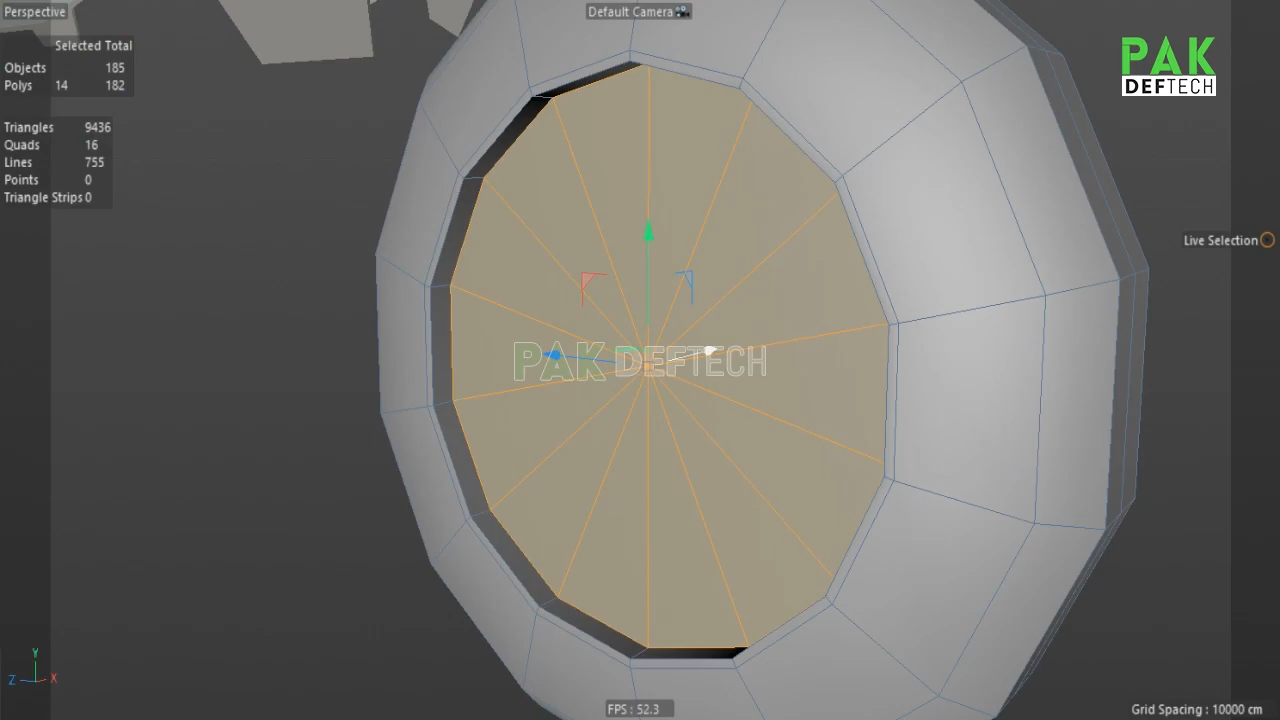 Perspective
Default Camera
PAK
DEFTECH
Selected Total
Objects 185
Polys 14 182
Triangles 9436
Quads 16
Lines 755
Points 0
Triangle Strips 0
Live Selection
PAK DEFTECH
Y
Z X
FPS : 52.3
Grid Spacing : 10000 cm